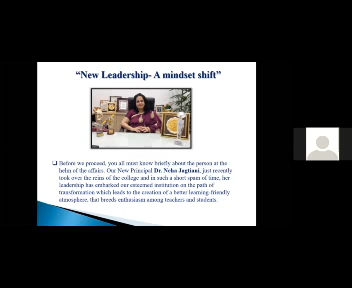 “New Leadership- A mindset shift”
Before we proceed, you all must know briefly about the person at the
helm of the affairs. Our New Principal Dr. Neha Jagtiani, just recently
took over the reins of the college and in such a short span of time, her
leadership has embarked our esteemed institution on the path of
transformation which leads to the creation of a better learning-friendly
atmosphere, that breeds enthusiasm among teachers and students.